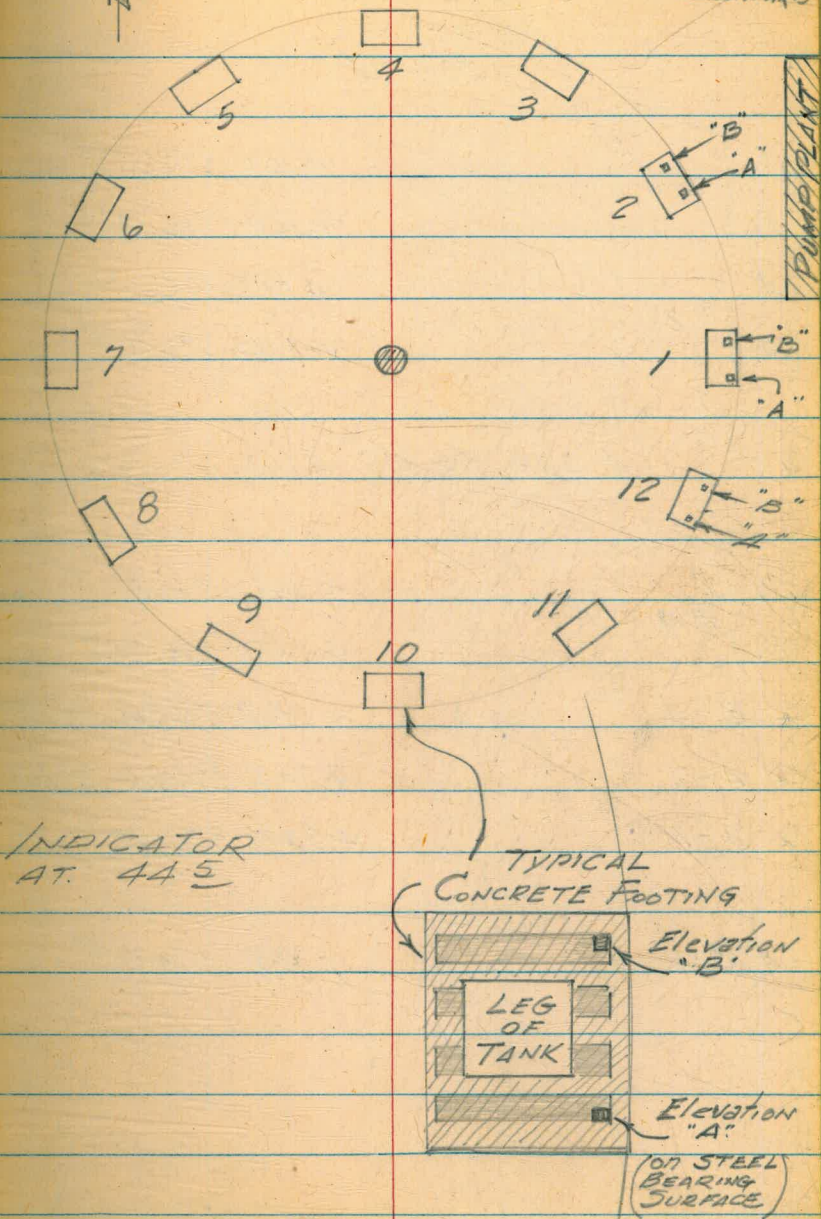 4
3
5
"B"
"A"
2
6
PUMP PLANT
7
1
"B"
"A"
12
"B"
"A"
8
9
11
10
INDICATOR
AT. 44 5
TYPICAL
CONCRETE FOOTING
Elevation
"B"
LEG
OF
TANK
Elevation
"A"
(on STEEL
BEARING
SURFACE)